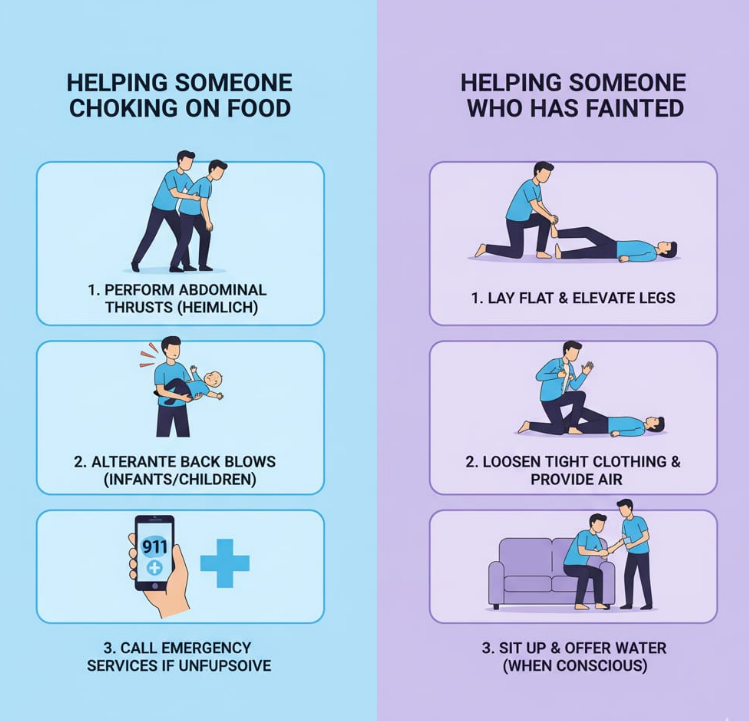 HELPING SOMEONE
CHOKING ON FOOD
1. PERFORM ABDOMINAL
THRUSTS (HEIMLICH)
2. ALTERANTE BACK BLOWS
(INFANTS/CHILDREN)
911
3. CALL EMERGENCY
SERVICES IF UNFUPSOIVE
HELPING SOMEONE
WHO HAS FAINTED
1. LAY FLAT & ELEVATE LEGS
2. LOOSEN TIGHT CLOTHING &
PROVIDE AIR
3. SIT UP & OFFER WATER
(WHEN CONSCIOUS)